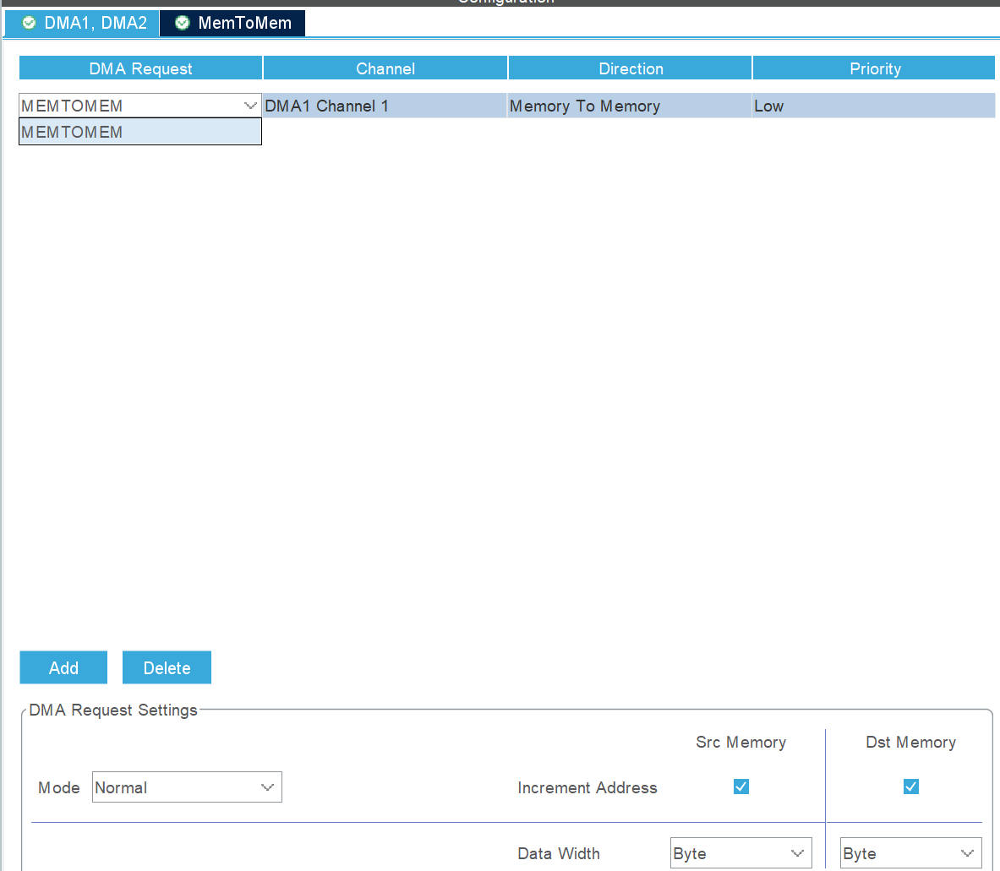 Configuration
DMA1, DMA2 MemToMem
DMA Request Channel Direction Priority
MEMTOMEM DMA1 Channel 1 Memory To Memory Low
MEMTOMEM
Add Delete
DMA Request Settings
Src Memory Dst Memory
Mode Normal Increment Address
Data Width Byte Byte